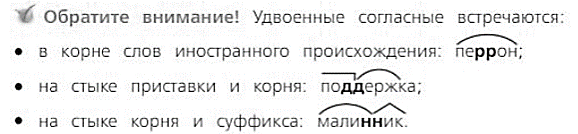 Обратите внимание! Удвоенные согласные встречаются:
• в корне слов иностранного происхождения: перрон;
• на стыке приставки и корня: поддержка;
• на стыке корня и суффикса: малинник.